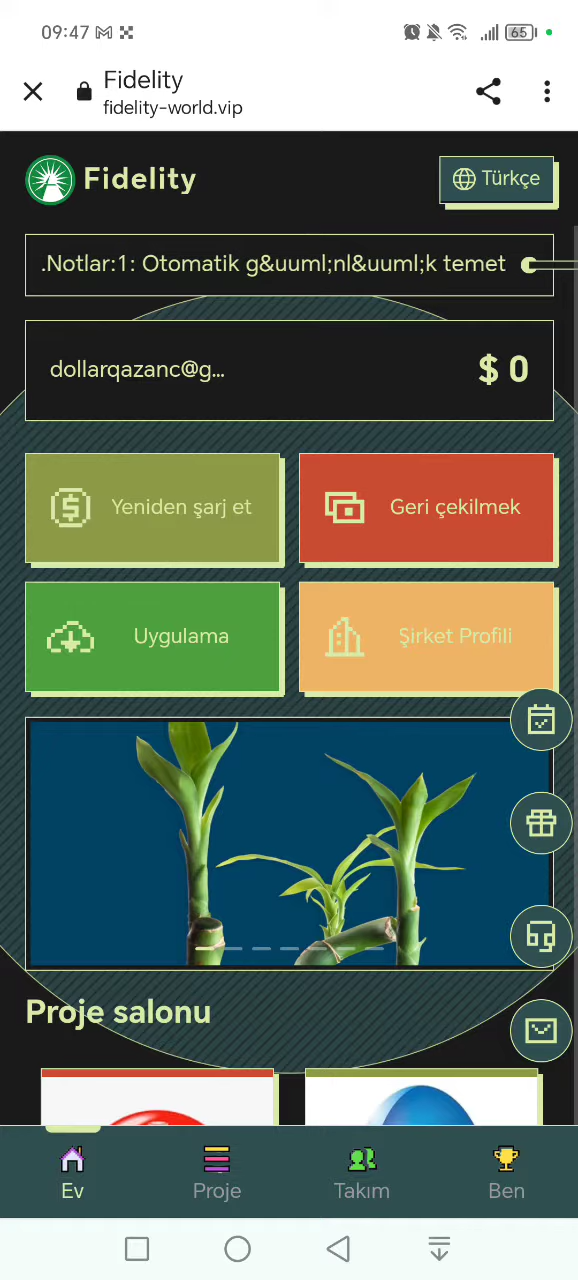 09:47
65
Fidelity
fidelity-world.vip
Fidelity
Türkçe
.Notlar:1: Otomatik g&uuml;nl&uuml;k temet
dollarqazanc@g...
$ 0
Yeniden şarj et
Geri çekilmek
Uygulama
Şirket Profili
Proje salonu
Ev
Proje
Takım
Ben